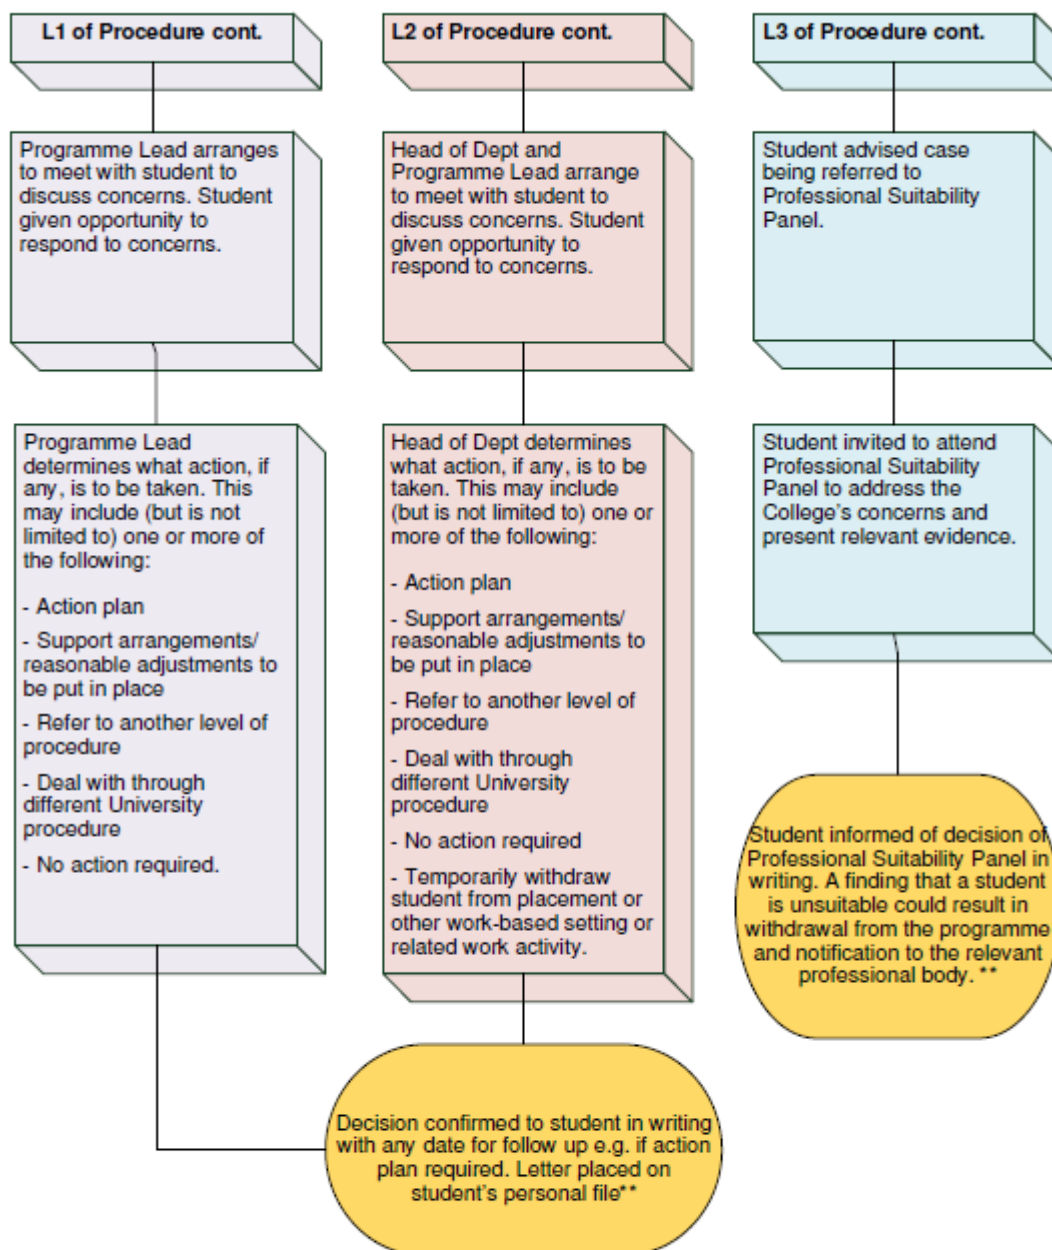 L1 of Procedure cont.
Programme Lead arranges
to meet with student to
discuss concerns. Student
given opportunity to
respond to concerns.
Programme Lead
determines what action, if
any, is to be taken. This
may include (but is not
limited to) one or more of
the following:
- Action plan
- Support arrangements/
reasonable adjustments to
be put in place
- Refer to another level of
procedure
- Deal with through
different University
procedure
- No action required.
L2 of Procedure cont.
Head of Dept and
Programme Lead arrange
to meet with student to
discuss concerns. Student
given opportunity to
respond to concerns.
Head of Dept determines
what action, if any, is to be
taken. This may include
(but is not limited to) one or
more of the following:
- Action plan
- Support arrangements/
reasonable adjustments to
be put in place
- Refer to another level of
procedure
- Deal with through
different University
procedure
- No action required
- Temporarily withdraw
student from placement or
other work-based setting or
related work activity.
Decision confirmed to student in writing
with any date for follow up e.g. if action
plan required. Letter placed on
student's personal file**
L3 of Procedure cont.
Student advised case
being referred to
Professional Suitability
Panel.
Student invited to attend
Professional Suitability
Panel to address the
College's concerns and
present relevant evidence.
Student informed of decision of
Professional Suitability Panel in
writing. A finding that a student
is unsuitable could result in
withdrawal from the programme
and notification to the relevant
professional body. **